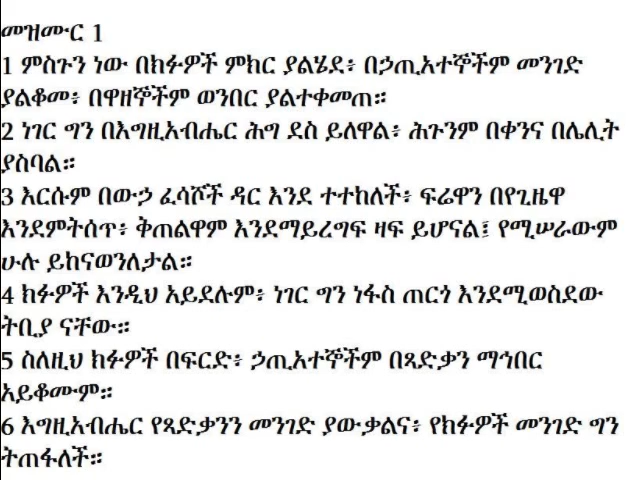 መዝሙር 1
1 ምስጉን ነው በክፉዎች ምክር ያልሄደ፥ በኃጢአተኞችም መንገድ
ያልቆመ፥ በዋዘኞችም ወንበር ያልተቀመጠ።
2 ነገር ግን በእግዚአብሔር ሕግ ደስ ይለዋል፥ ሕጉንም በቀንና በሌሊት
ያስባል።
3 እርሱም በውኃ ፈሳሾች ዳር እንደ ተተከለች፥ ፍሬዋን በየጊዜዋ
እንደምትሰጥ፥ ቅጠልዋም እንደማይረግፍ ዛፍ ይሆናል፤ የሚሠራውም
ሁሉ ይከናወንለታል።
4 ክፉዎች እንዲህ አይደሉም፥ ነገር ግን ነፋስ ጠርጎ እንደሚወስደው
ትቢያ ናቸው።
5 ስለዚህ ክፉዎች በፍርድ፥ ኃጢአተኞችም በጻድቃን ማኅበር
አይቆሙም።
6 እግዚአብሔር የጻድቃንን መንገድ ያውቃልና፥ የክፉዎች መንገድ ግን
ትጠፋለች።